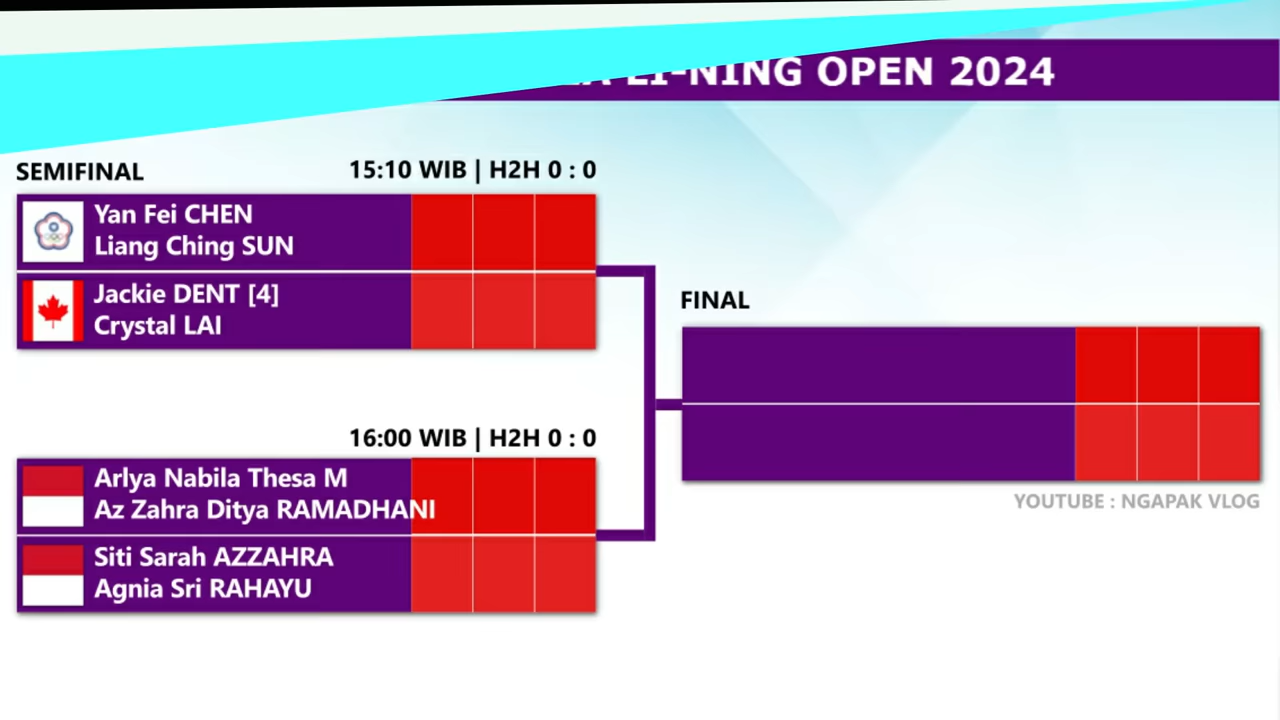 LI-NING OPEN 2024
SEMIFINAL
15:10 WIB | H2H 0 : 0
Yan Fei CHEN
Liang Ching SUN
Jackie DENT [4]
Crystal LAI
FINAL
16:00 WIB | H2H 0 : 0
Arlya Nabila Thesa M
Az Zahra Ditya RAMADHANI
Siti Sarah AZZAHRA
Agnia Sri RAHAYU
YOUTUBE : NGAPAK VLOG